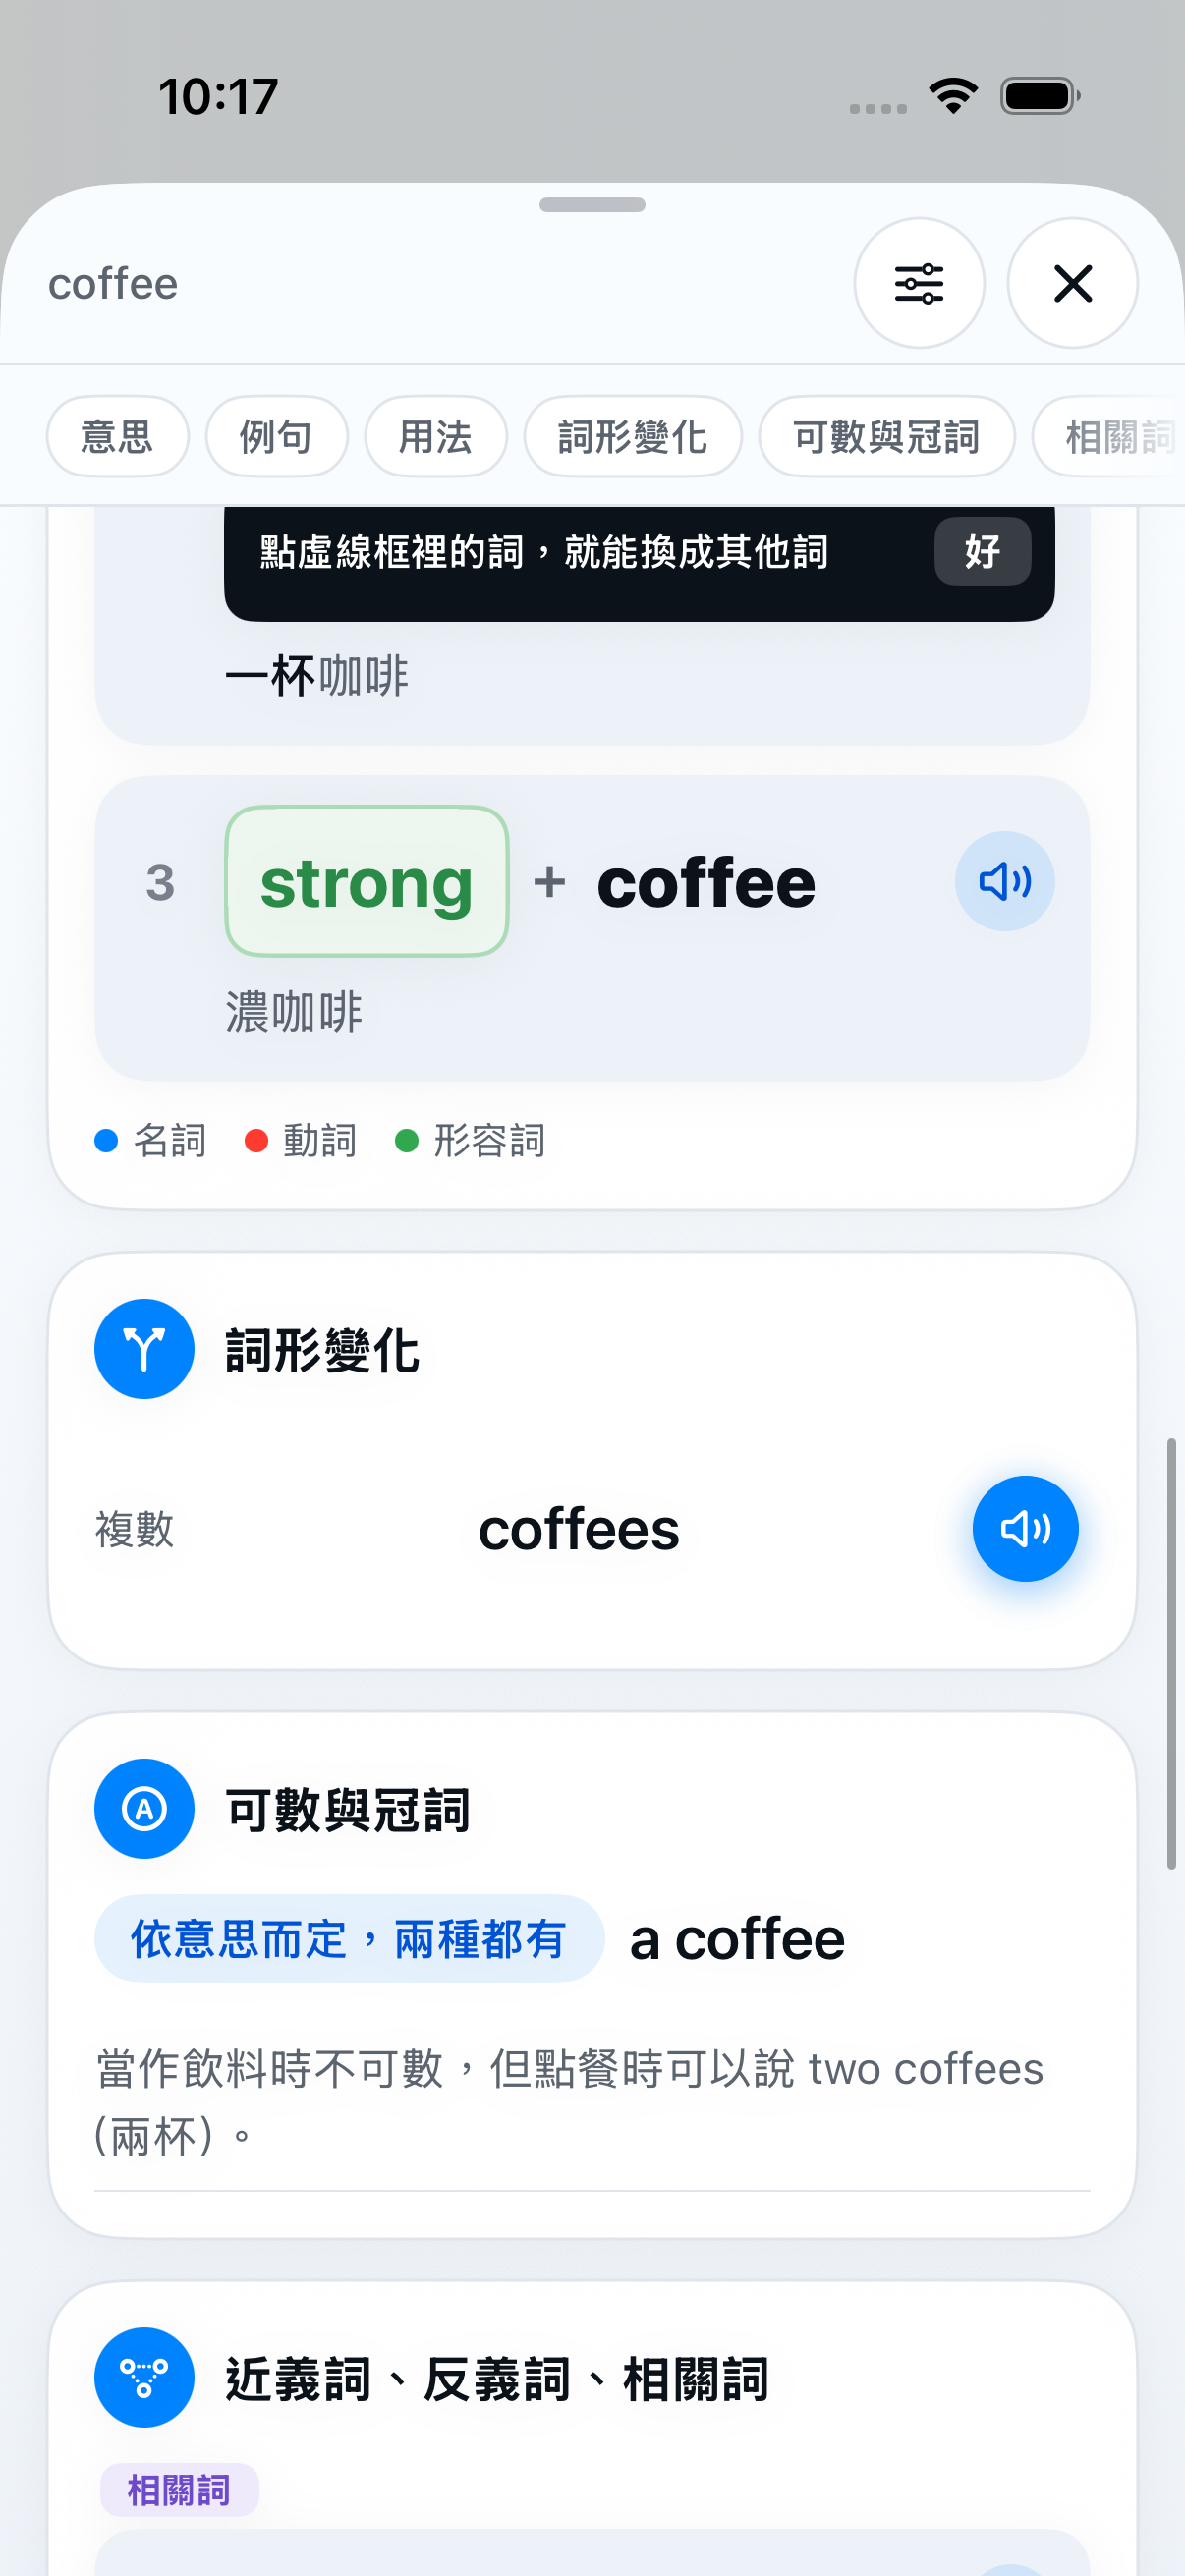 10:17
coffee
意思
例句
用法
詞形變化
可數與冠詞
相關詞
點虛線框裡的詞，就能換成其他詞
好
一杯咖啡
3 strong + coffee
濃咖啡
名詞 動詞 形容詞
詞形變化
複數 coffees
A 可數與冠詞
依意思而定，兩種都有 a coffee
當作飲料時不可數，但點餐時可以說 two coffees
(兩杯)。
近義詞、反義詞、相關詞
相關詞